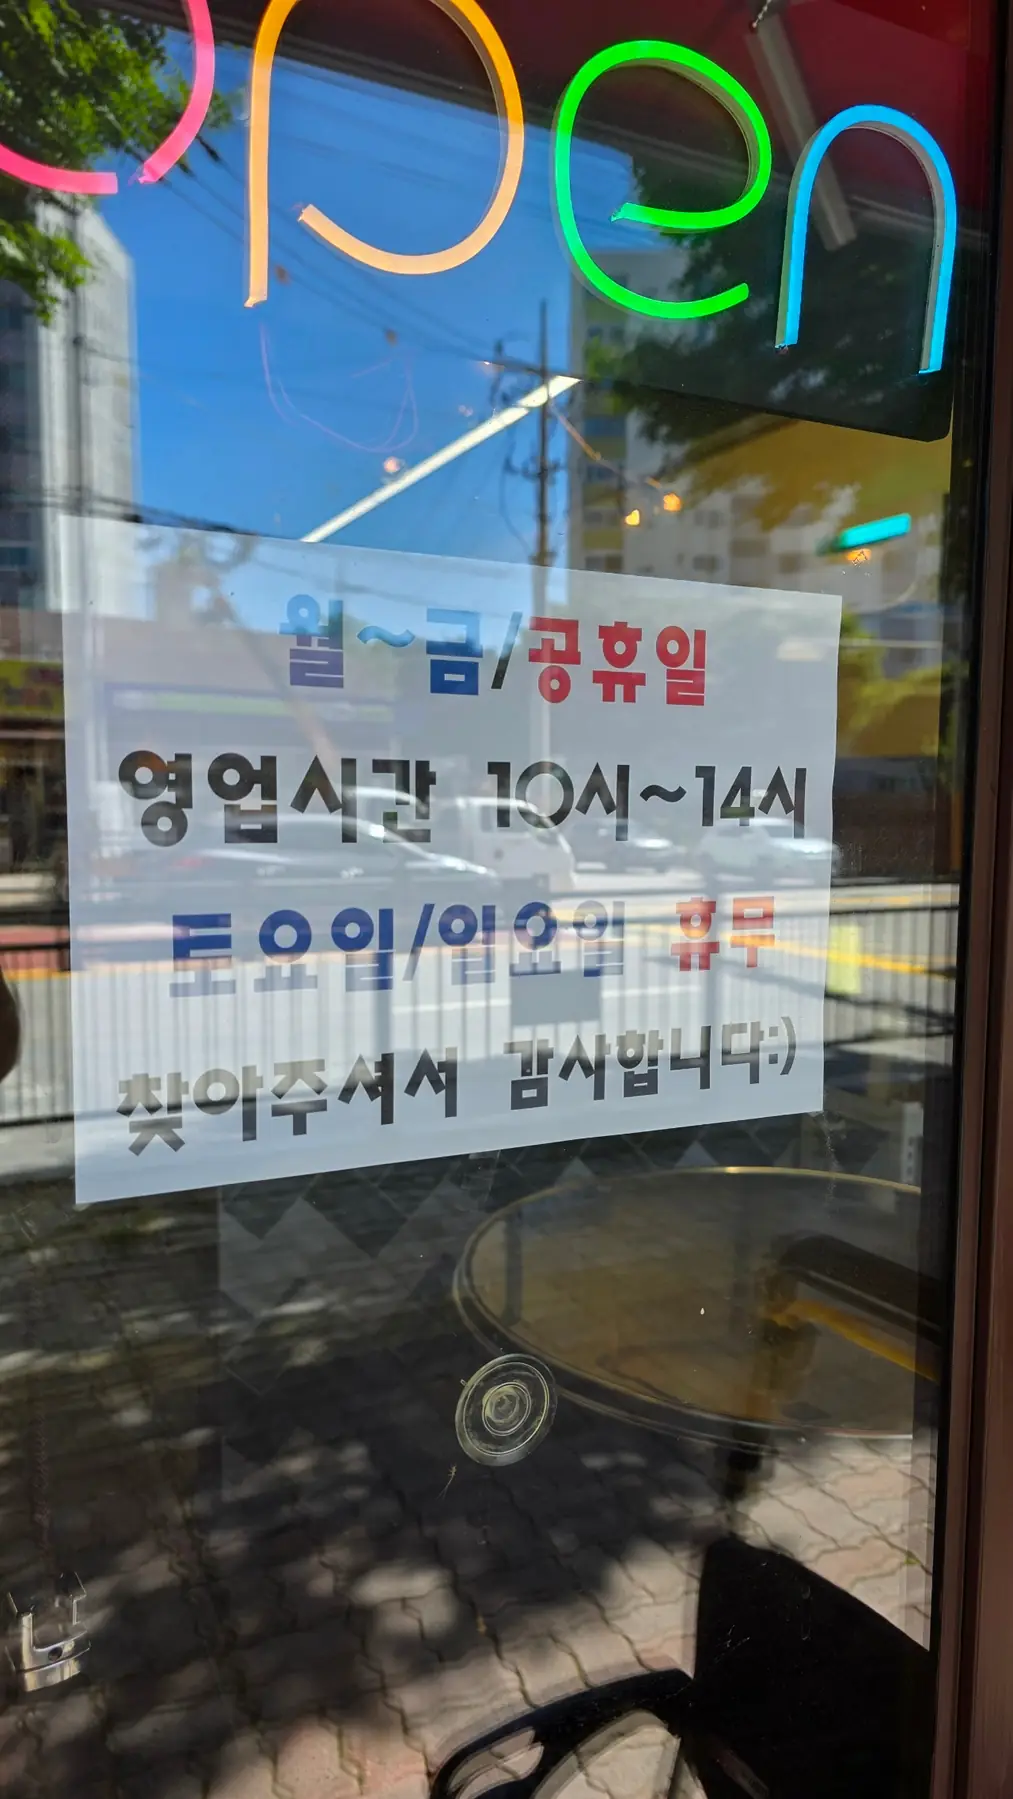 open
월~금/공휴일
영업시간 10시~14시
토요일/일요일 휴무
찾아주셔서 감사합니다:)